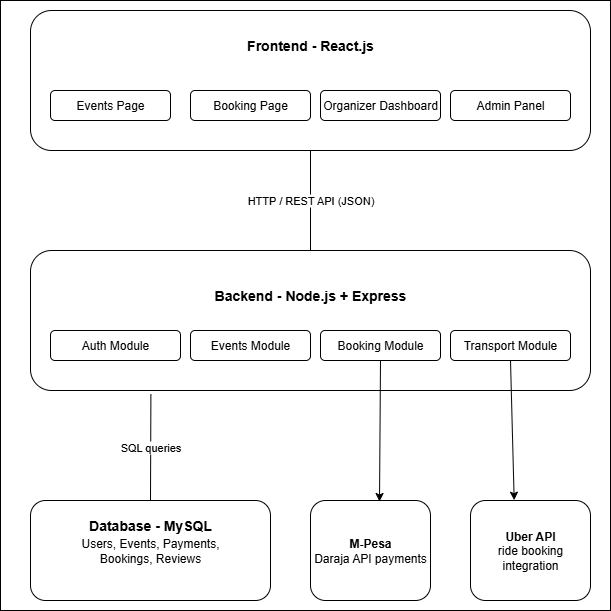 Frontend - React.js
Events Page
Booking Page
Organizer Dashboard
Admin Panel
HTTP / REST API (JSON)
Backend - Node.js + Express
Auth Module
Events Module
Booking Module
Transport Module
SQL queries
Database - MySQL
Users, Events, Payments,
Bookings, Reviews
M-Pesa
Daraja API payments
Uber API
ride booking
integration